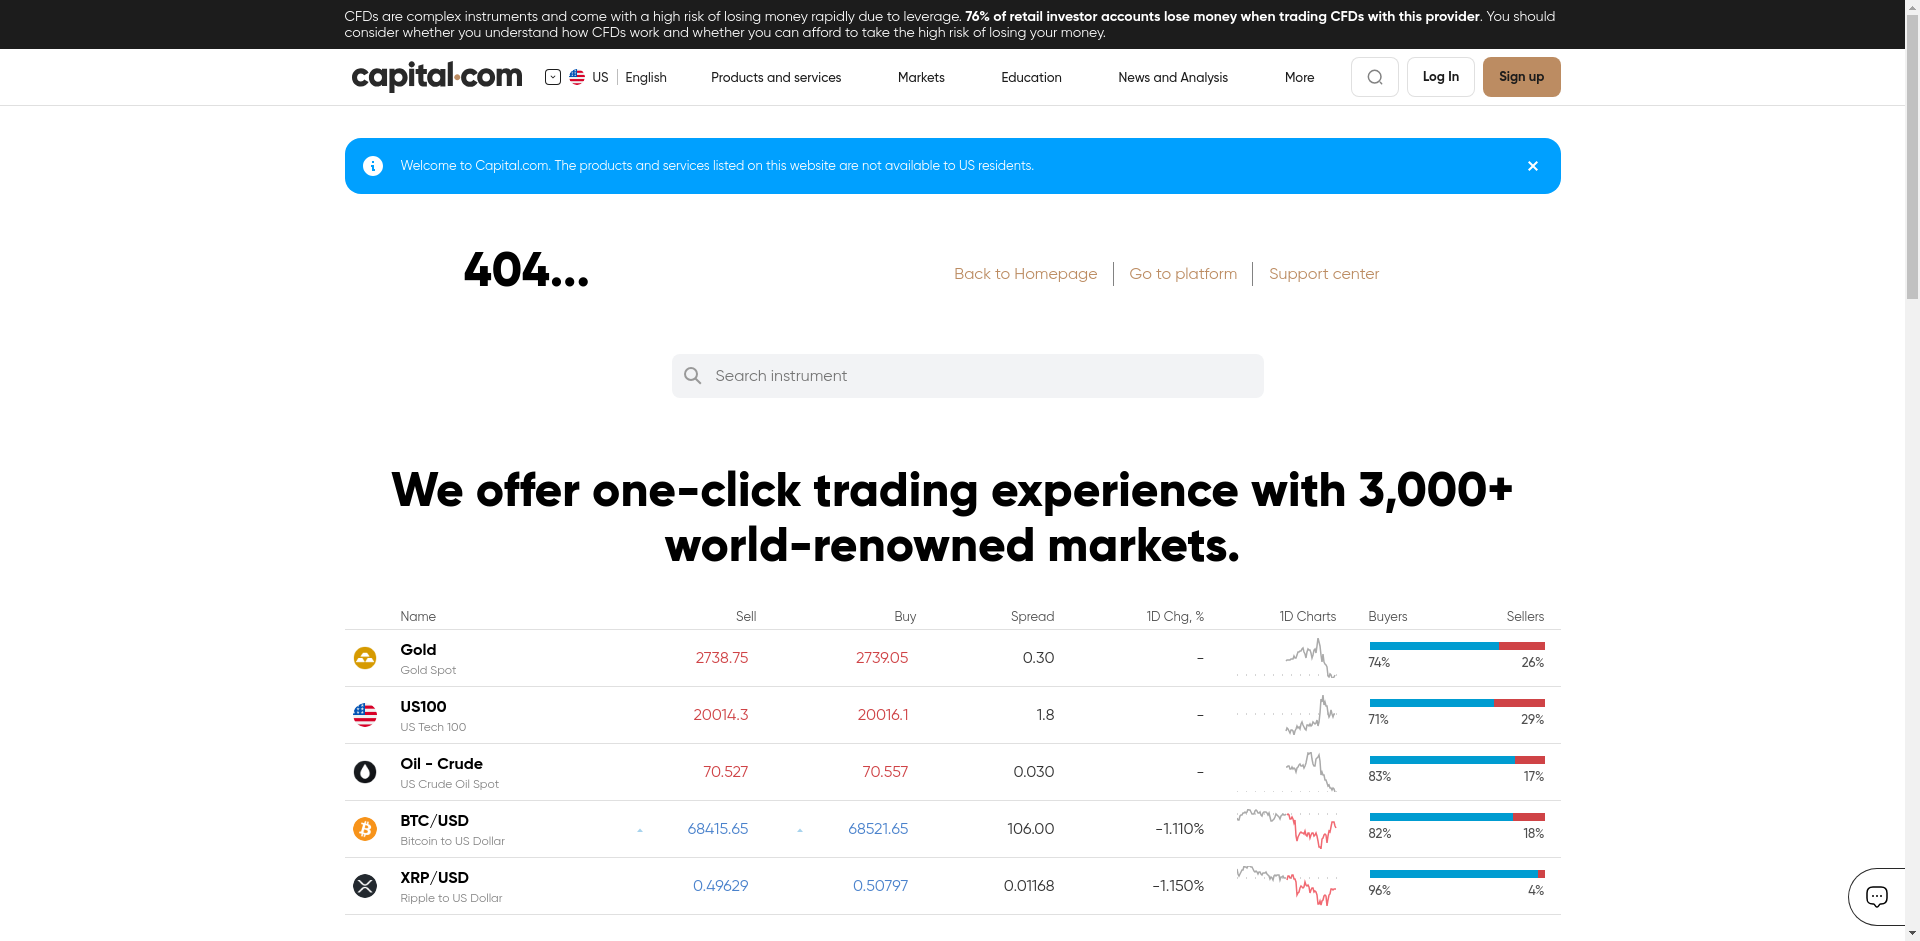 CFDs are complex instruments and come with a high risk of losing money rapidly due to leverage. 76% of retail investor accounts lose money when trading CFDs with this provider. You should
consider whether you understand how CFDs work and whether you can afford to take the high risk of losing your money.
capital.com US English Products and services Markets Education News and Analysis More Log In Sign up
Welcome to Capital.com. The products and services listed on this website are not available to US residents.
404... Back to Homepage Go to platform Support center
Search instrument
We offer one-click trading experience with 3,000+
world-renowned markets.
Name Sell Buy Spread 1D Chg, % 1D Charts Buyers Sellers
Gold
Gold Spot
2738.75 2739.05 0.30 - 74% 26%
US100
US Tech 100
20014.3 20016.1 1.8 - 71% 29%
Oil - Crude
US Crude Oil Spot
70.527 70.557 0.030 - 83% 17%
BTC/USD
Bitcoin to US Dollar
68415.65 68521.65 106.00 -1.110% 82% 18%
XRP/USD
Ripple to US Dollar
0.49629 0.50797 0.01168 -1.150% 96% 4%